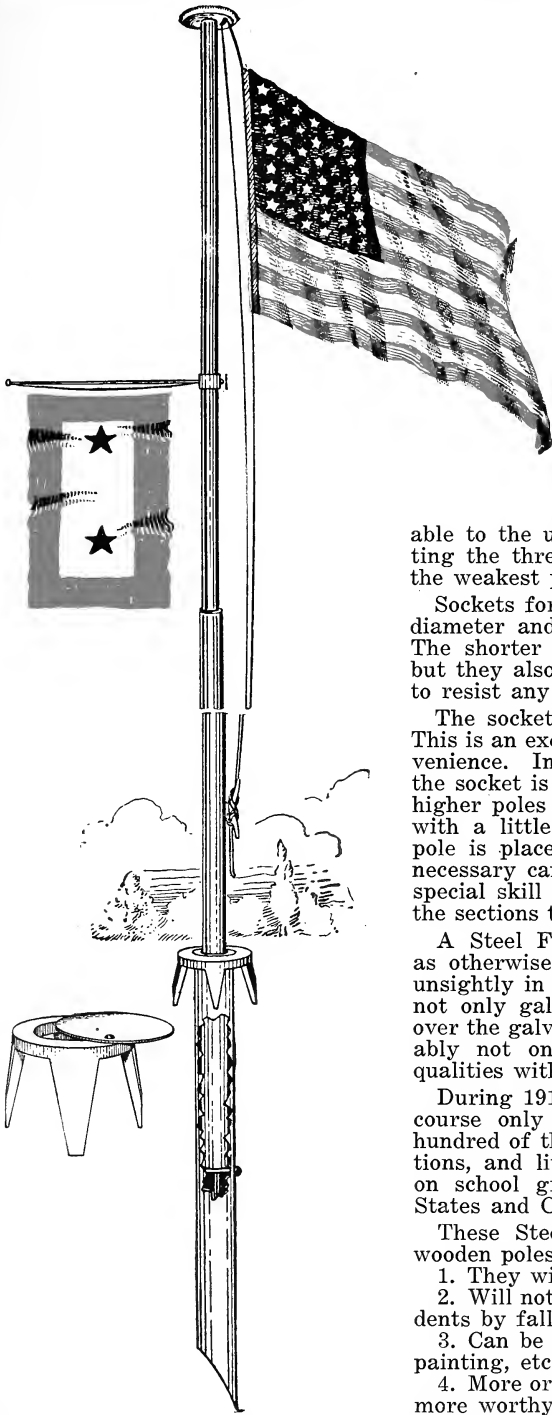 able to the u
ting the thre
the weakest
Sockets for
diameter and
The shorter
but they also
to resist any
The socket
This is an exc
venience. In
the socket is
higher poles
with a little
pole is place
necessary ca
special skill
the sections t
A Steel F
as otherwise
unsightly in
not only gal
over the galv
ably not on
qualities with
During 191
course only
hundred of th
tions, and li
on school g
States and C
These Stee
wooden poles
1. They wi
2. Will not
dents by fall
3. Can be
painting, etc
4. More or
more worthy